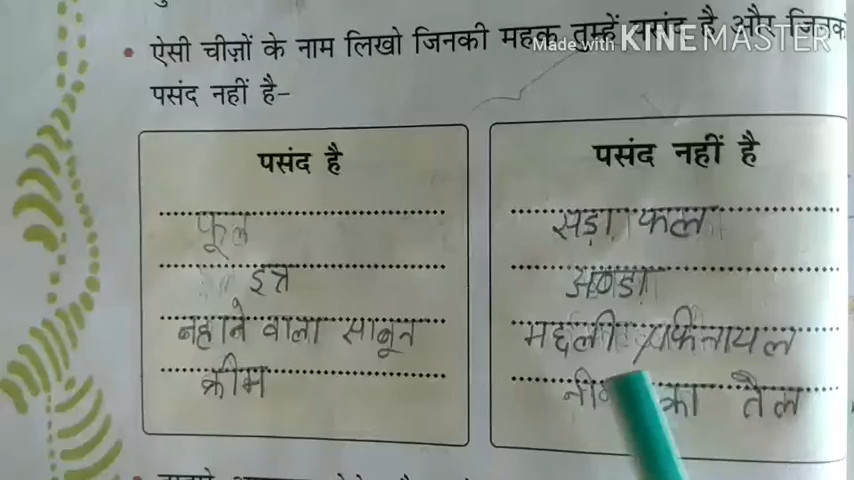 ऐसी चीज़ों के नाम लिखो जिनकी महक तुम्हें पसंद है और जिनकी
Made with KINEMASTER
पसंद नहीं है–
पसंद है
फूल
इत्र
नहाने वाला साबून
क्रीम
पसंद नहीं है
सड़ा फल
अण्डा
मछली / फिनायल
का तैल